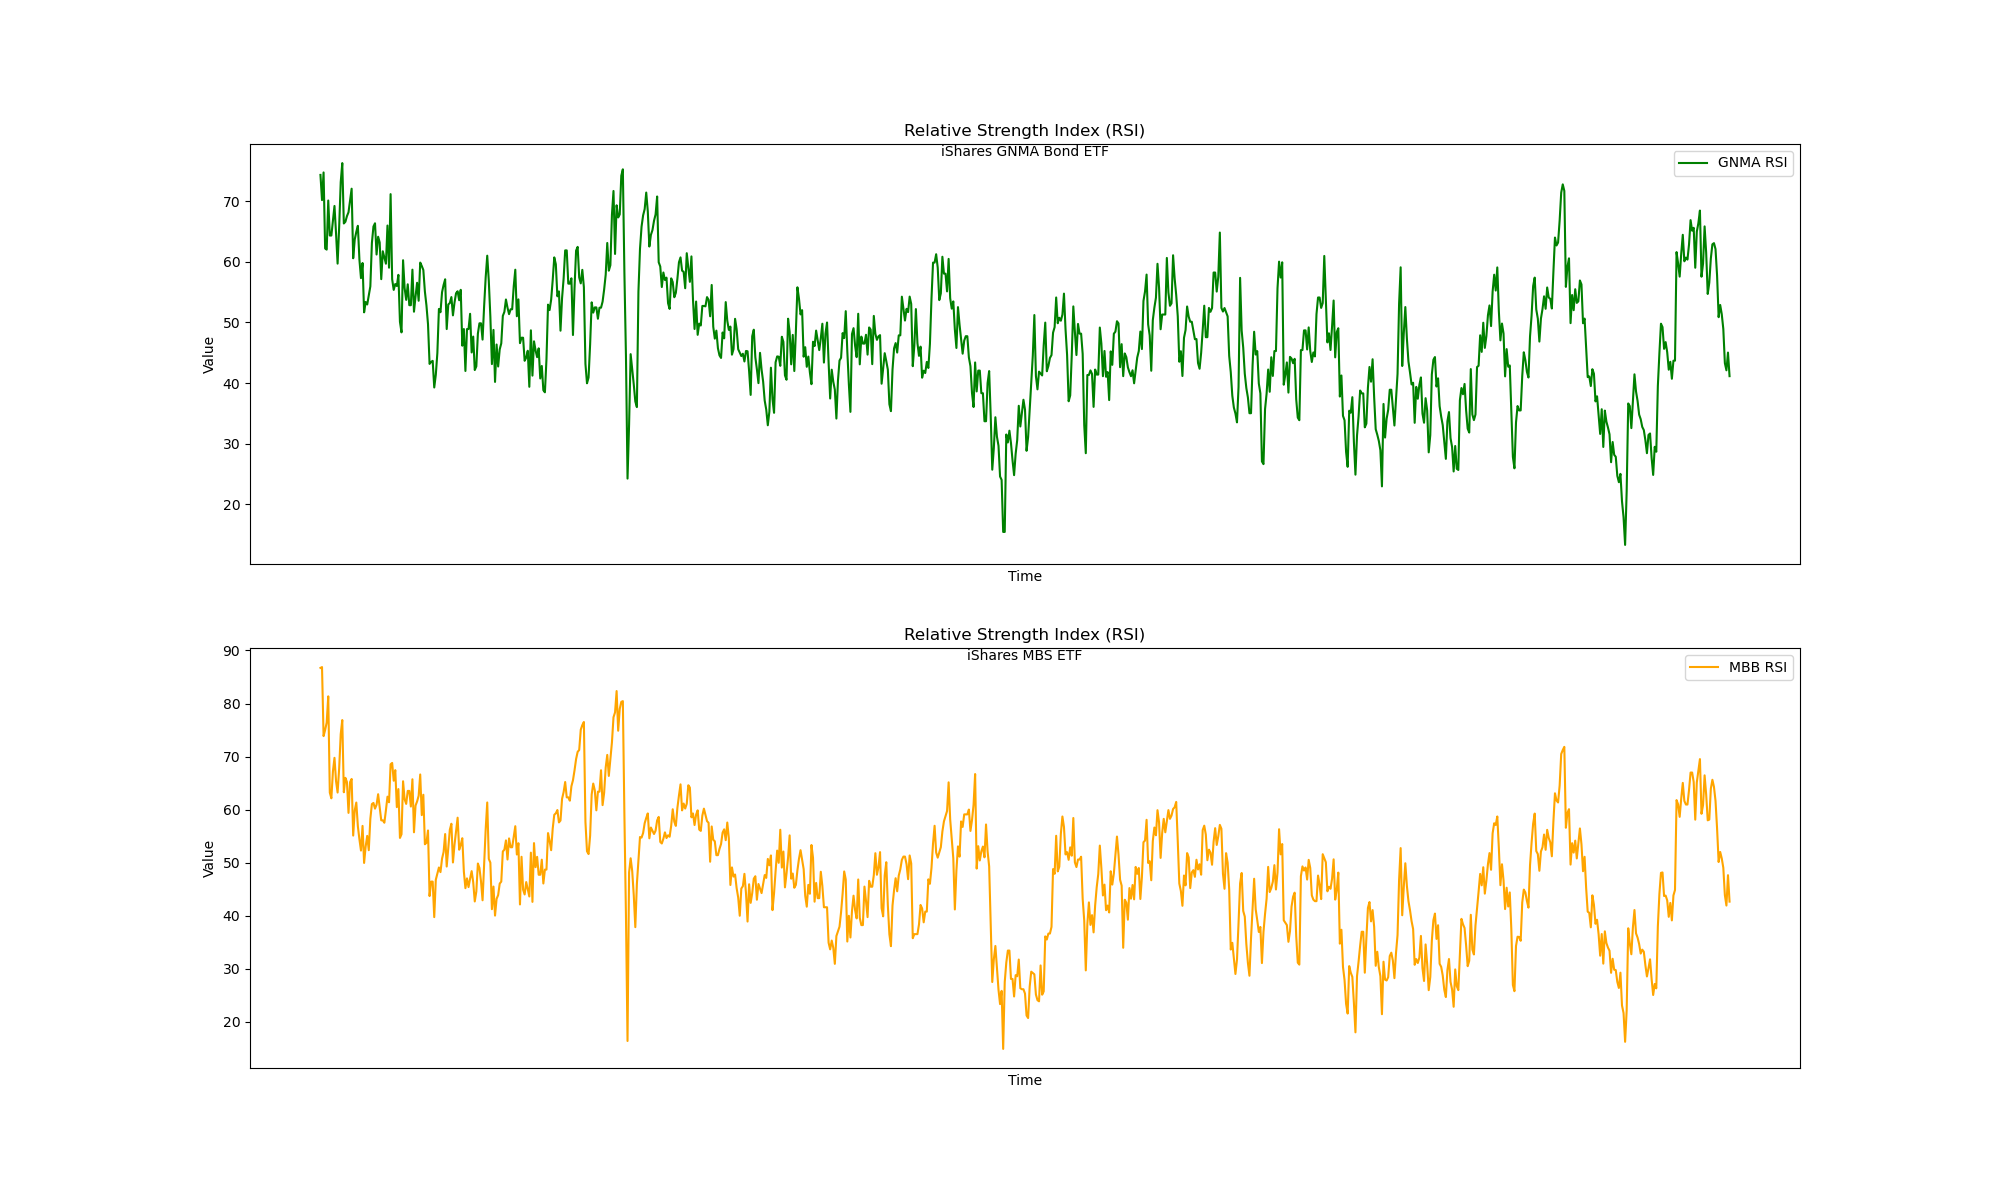 Relative Strength Index (RSI)
iShares GNMA Bond ETF
GNMA RSI
70
60
50
40
30
20
Value
Time
Relative Strength Index (RSI)
iShares MBS ETF
MBB RSI
90
80
70
60
50
40
30
20
Value
Time